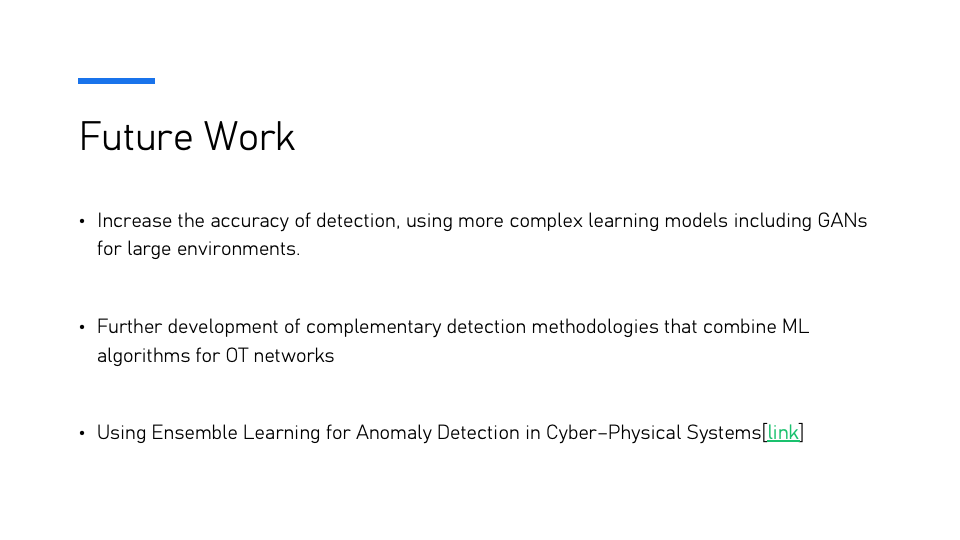 Future Work
• Increase the accuracy of detection, using more complex learning models including GANs
for large environments.
• Further development of complementary detection methodologies that combine ML
algorithms for OT networks
• Using Ensemble Learning for Anomaly Detection in Cyber–Physical Systems[link]